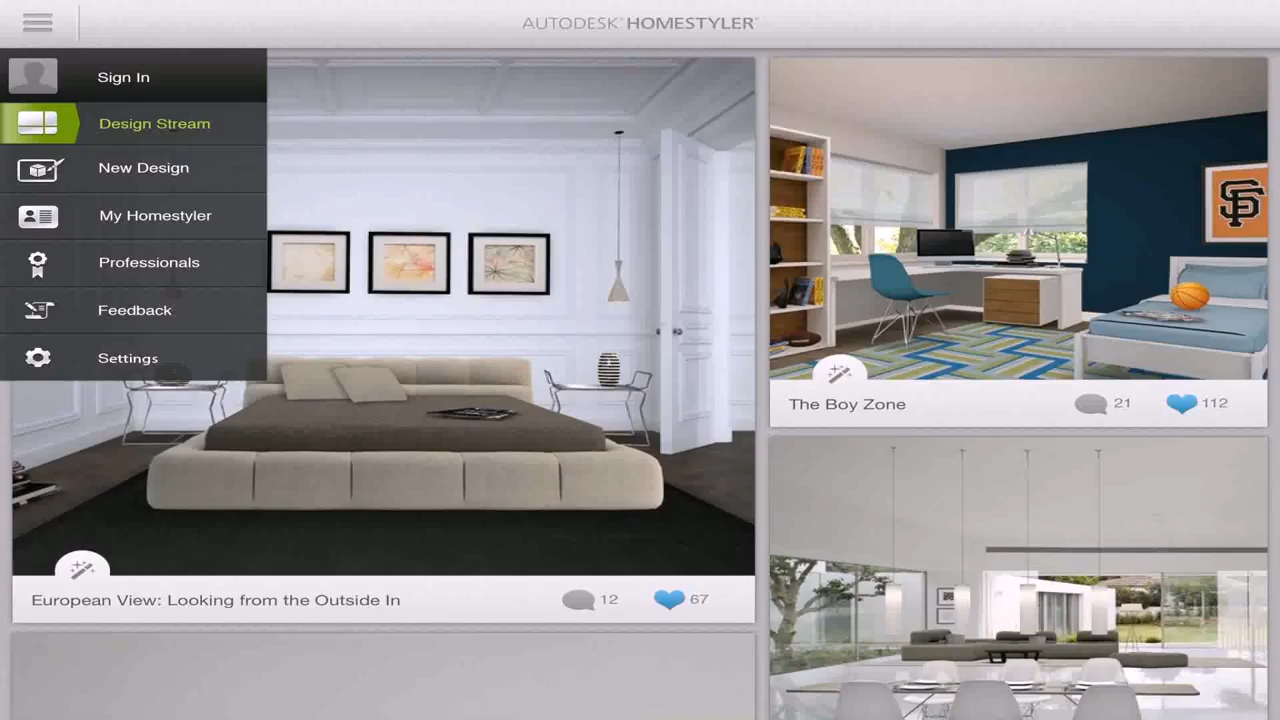 AUTODESK® HOMESTYLER®
Sign In
Design Stream
New Design
My Homestyler
Professionals
Feedback
Settings
SF
The Boy Zone
21
112
European View: Looking from the Outside In
12
67